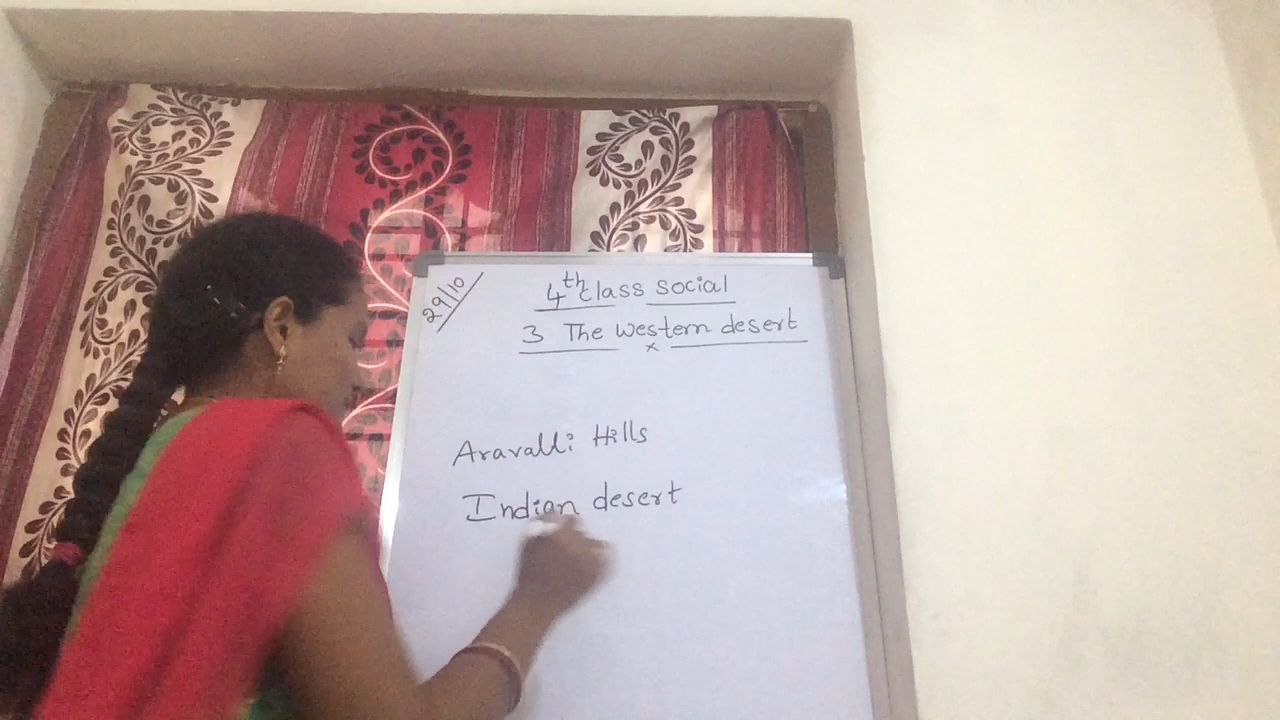 29/10
4th class social
3 The western desert
x
Aravalli Hills
Indian desert